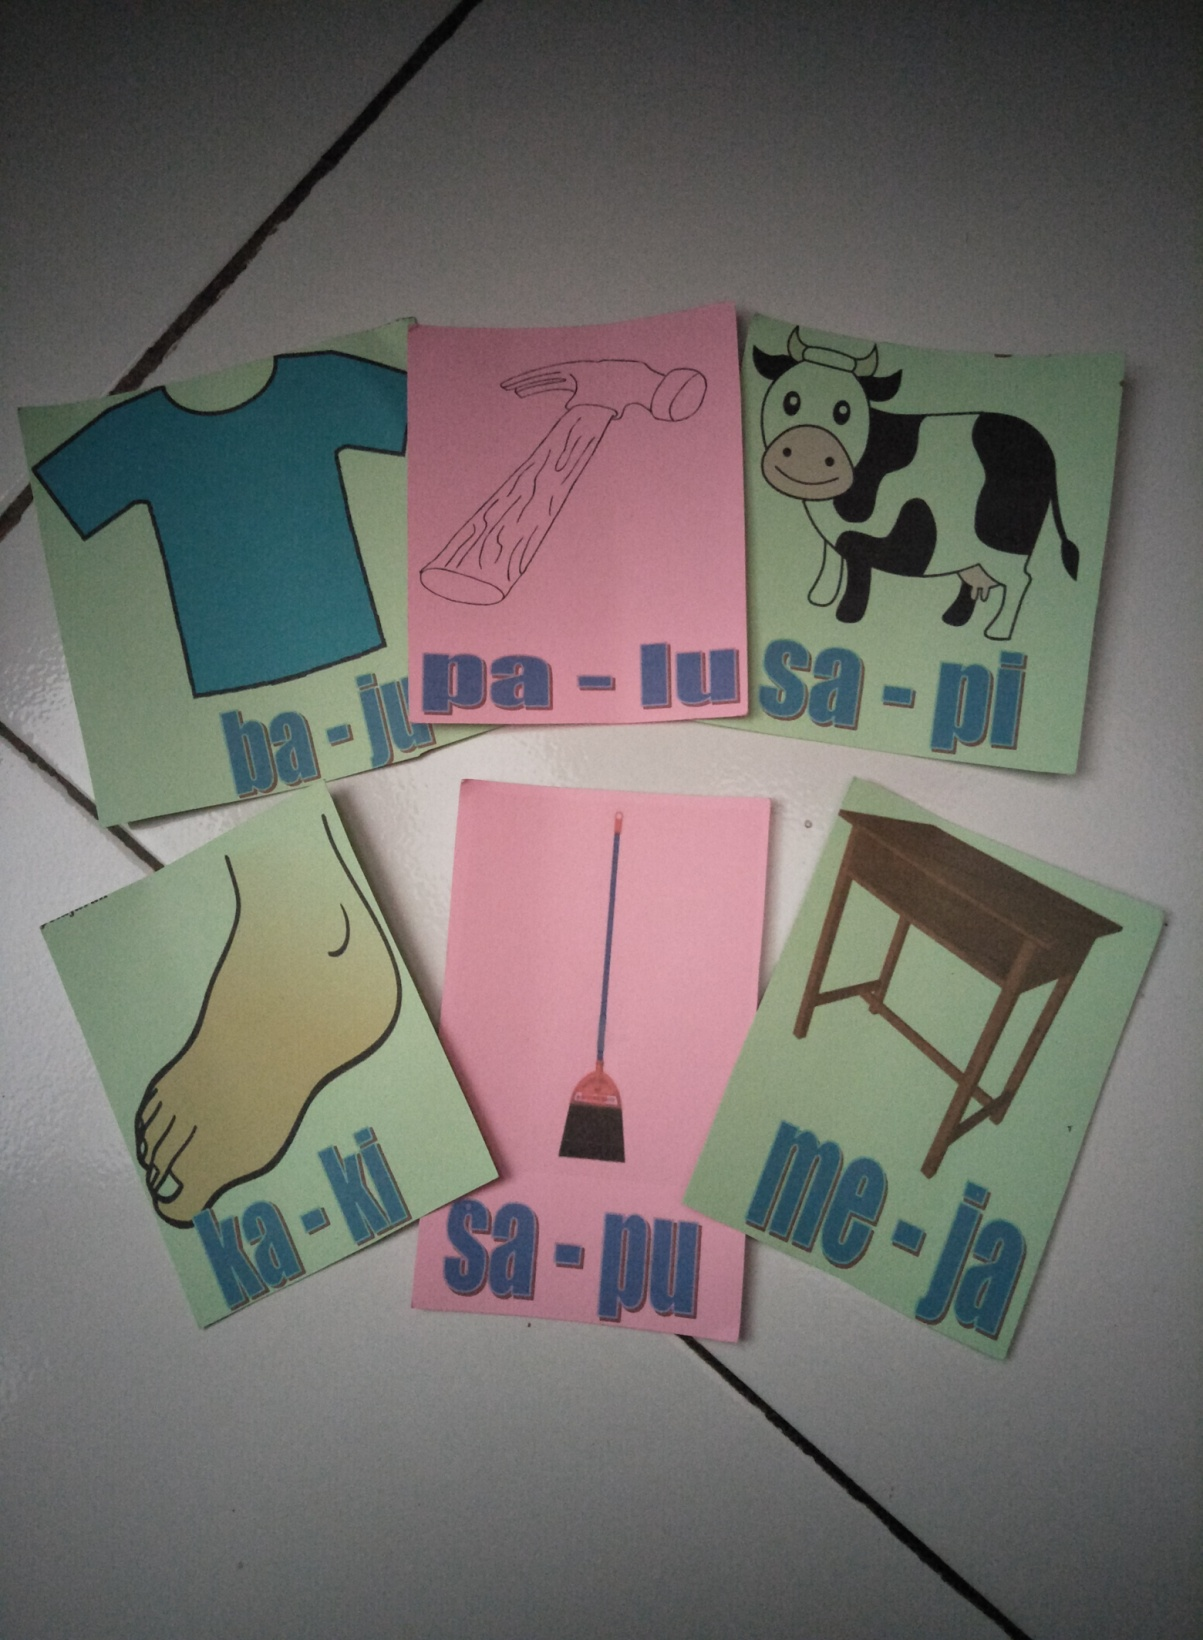 ba - ju
pa - lu
sa - pi
ka - ki
sa - pu
me - ja